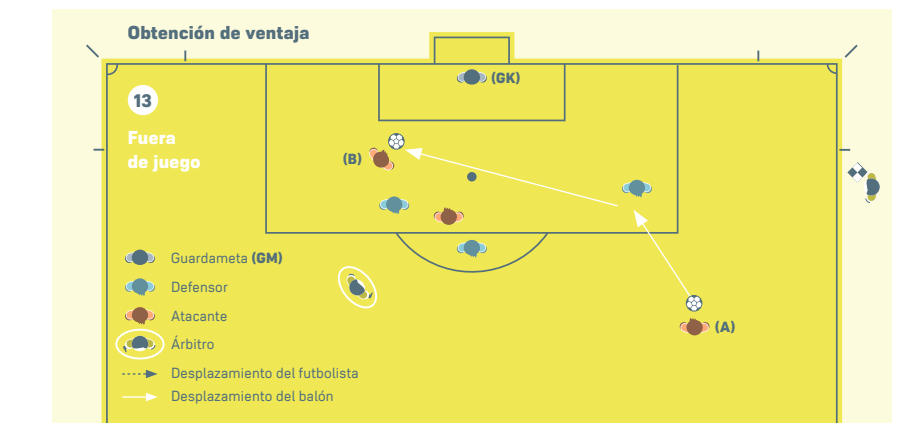 Obtención de ventaja
(GK)
13
Fuera
de juego
(B)
(A)
Guardameta (GM)
Defensor
Atacante
Árbitro
Desplazamiento del futbolista
Desplazamiento del balón